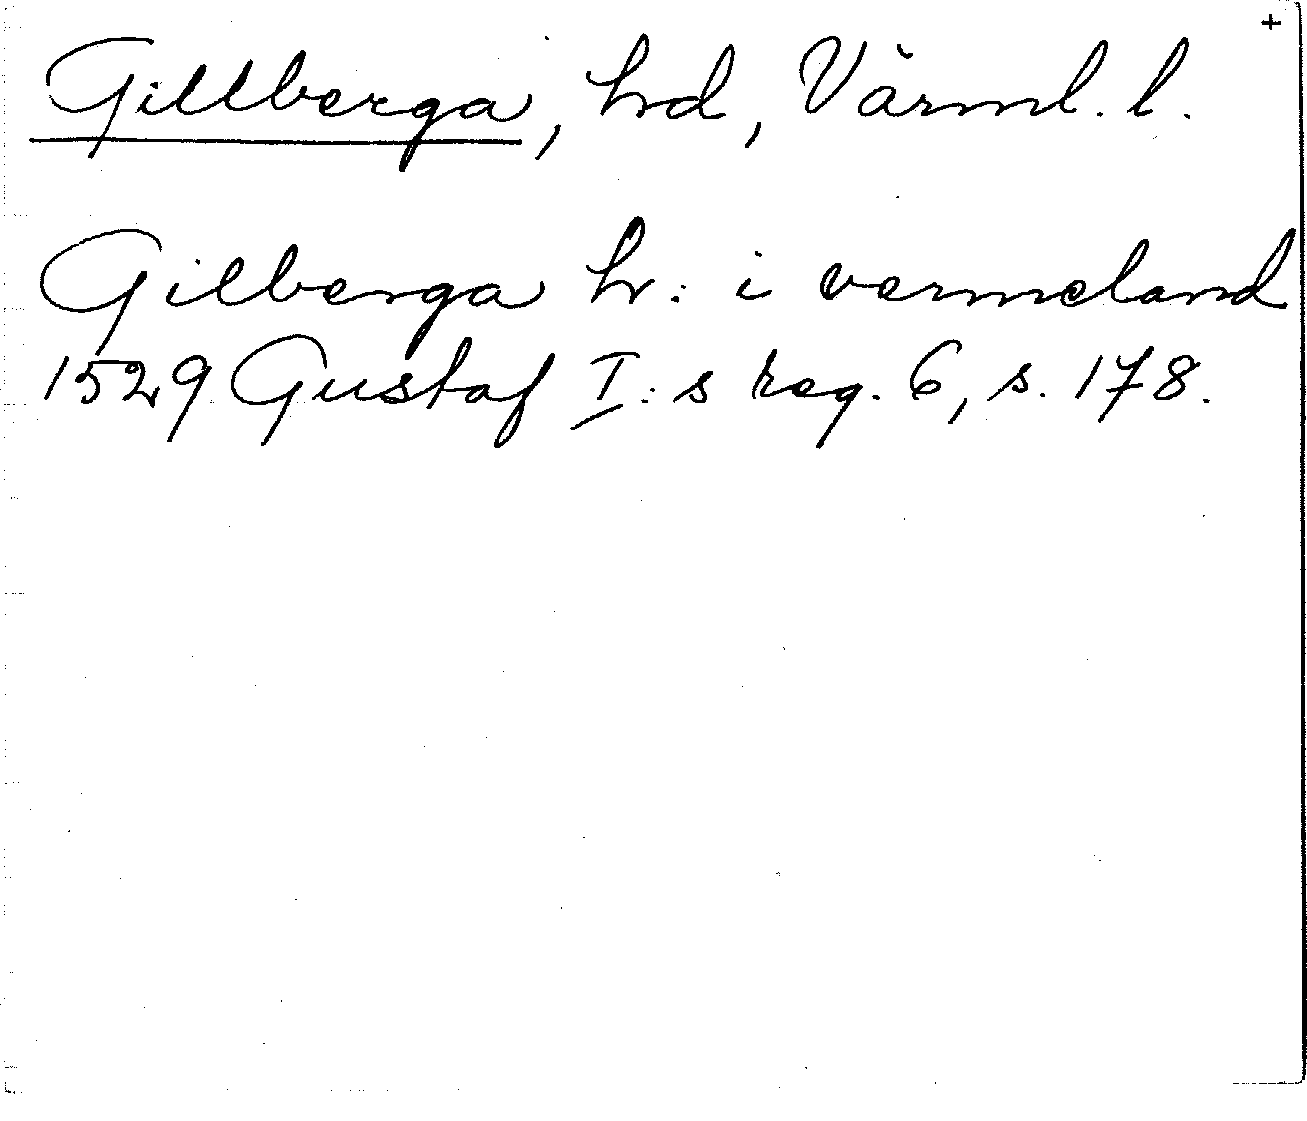 +
Gillberga, hd, Värml. l.
Gilberga hr: i vermeland
1529 Gustaf I:s reg. 6, s. 178.